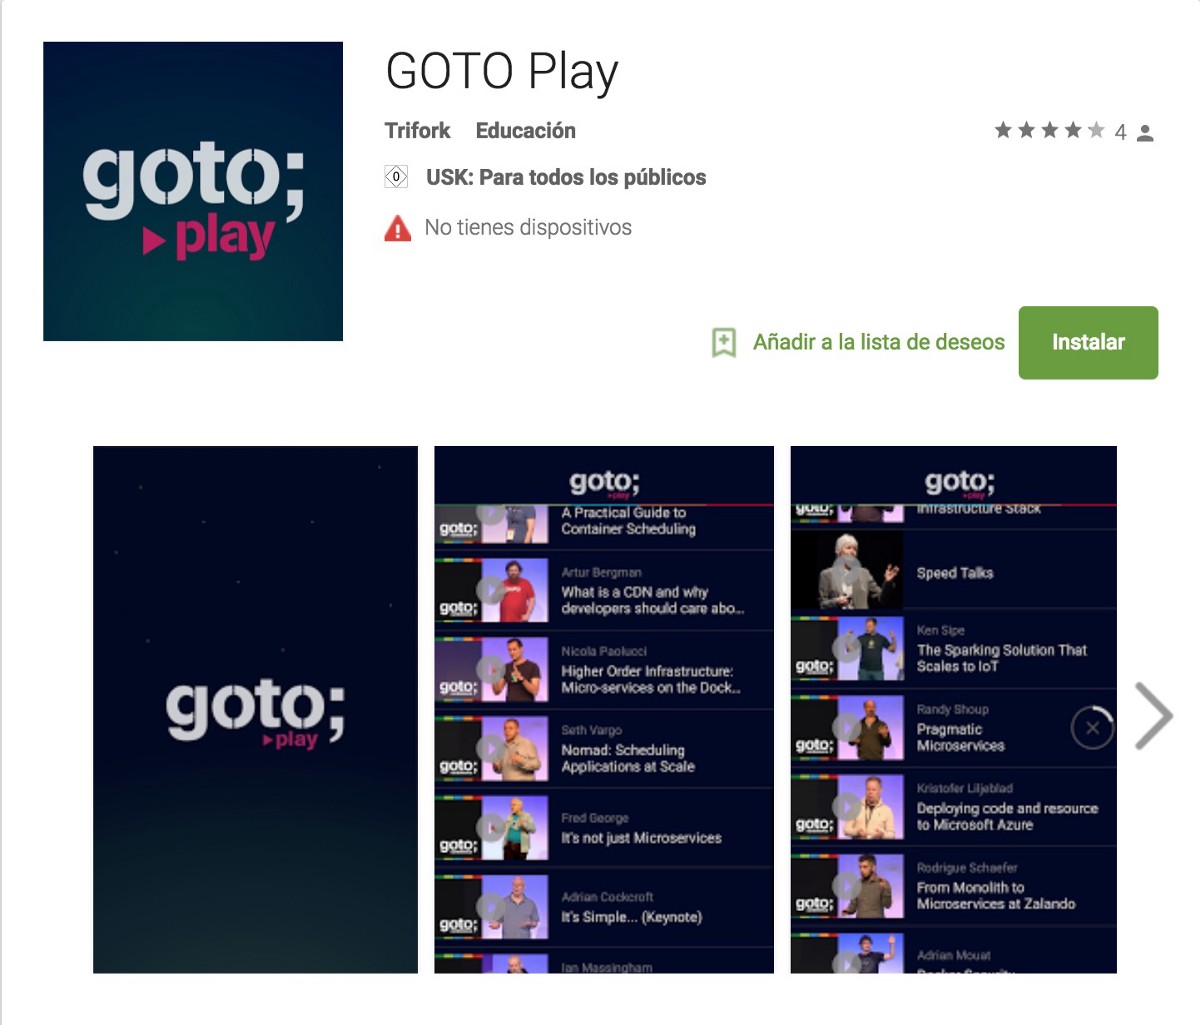 GOTO Play
goto;
play
Trifork Educación
4
0 USK: Para todos los públicos
No tienes dispositivos
Añadir a la lista de deseos
Instalar
goto;
play
goto;
play
A Practical Guide to
Container Scheduling
goto;
Artur Bergman
What is a CDN and why
developers should care abo...
goto;
Nicola Paolucci
Higher Order Infrastructure:
Micro-services on the Dock...
goto;
Seth Vargo
Nomad: Scheduling
Applications at Scale
goto;
Fred George
It's not just Microservices
goto;
Adrian Cockcroft
It's Simple... (Keynote)
goto;
Ian Massingham
goto;
play
Infrastructure Stack
goto;
Speed Talks
Ken Sipe
The Sparking Solution That
Scales to IoT
goto;
Randy Shoup
Pragmatic
Microservices
goto;
Kristofer Liljeblad
Deploying code and resource
to Microsoft Azure
goto;
Rodrigue Schaefer
From Monolith to
Microservices at Zalando
goto;
Adrian Mouat
Docker Security